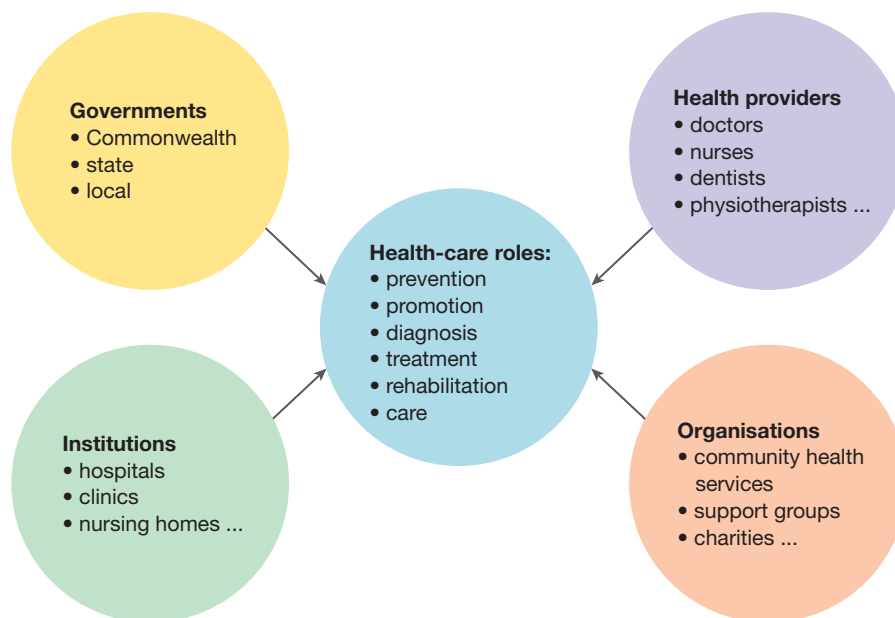 Governments
• Commonwealth
• state
• local
Health providers
• doctors
• nurses
• dentists
• physiotherapists ...
Health-care roles:
• prevention
• promotion
• diagnosis
• treatment
• rehabilitation
• care
Institutions
• hospitals
• clinics
• nursing homes ...
Organisations
• community health
services
• support groups
• charities ...